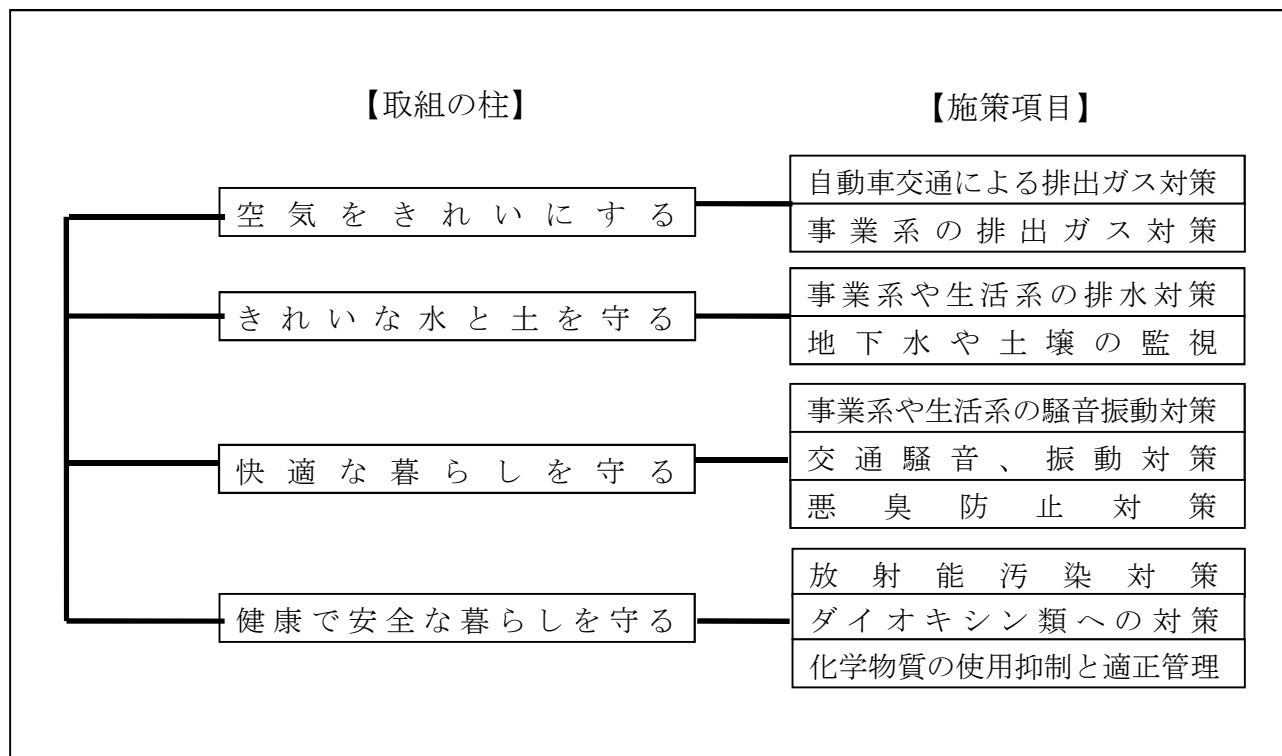 【取組の柱】
【施策項目】
空気をきれいにする
自動車交通による排出ガス対策
事業系の排出ガス対策
きれいな水と土を守る
事業系や生活系の排水対策
地下水や土壌の監視
快適な暮らしを守る
事業系や生活系の騒音振動対策
交通騒音、振動対策
悪臭防止対策
健康で安全な暮らしを守る
放射能汚染対策
ダイオキシン類への対策
化学物質の使用抑制と適正管理